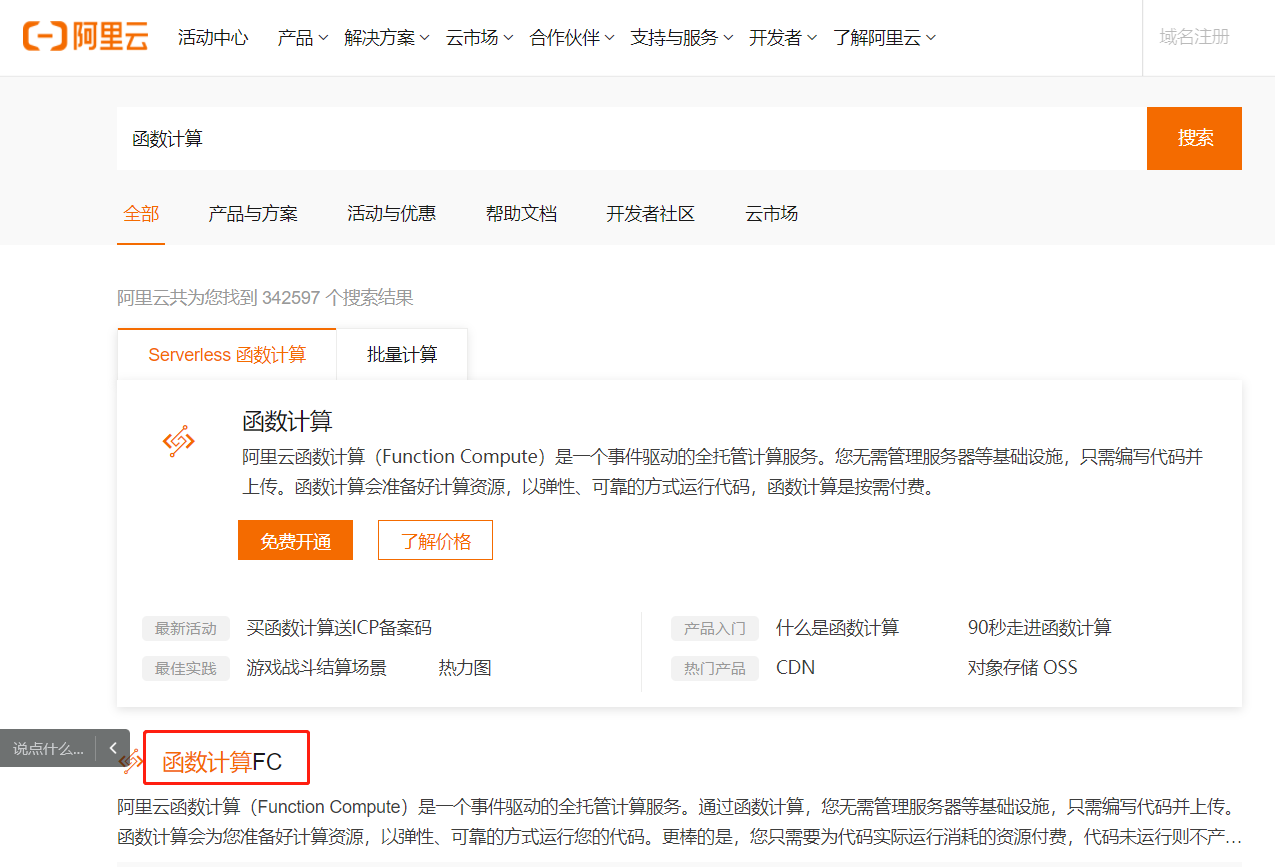 阿里云 活动中心 产品 解决方案 云市场 合作伙伴 支持与服务 开发者 了解阿里云 域名注册
函数计算 搜索
全部 产品与方案 活动与优惠 帮助文档 开发者社区 云市场
阿里云共为您找到 342597 个搜索结果
Serverless 函数计算 批量计算
函数计算
阿里云函数计算（Function Compute）是一个事件驱动的全托管计算服务。您无需管理服务器等基础设施，只需编写代码并
上传。函数计算会准备好计算资源，以弹性、可靠的方式运行代码，函数计算是按需付费。
免费开通 了解价格
最新活动 买函数计算送ICP备案码 产品入门 什么是函数计算 90秒走进函数计算
最佳实践 游戏战斗结算场景 热力图 热门产品 CDN 对象存储 OSS
说点什么...
函数计算FC
阿里云函数计算（Function Compute）是一个事件驱动的全托管计算服务。通过函数计算，您无需管理服务器等基础设施，只需编写代码并上传。
函数计算会为您准备好计算资源，以弹性、可靠的方式运行您的代码。更棒的是，您只需要为代码实际运行消耗的资源付费，代码未运行则不产…